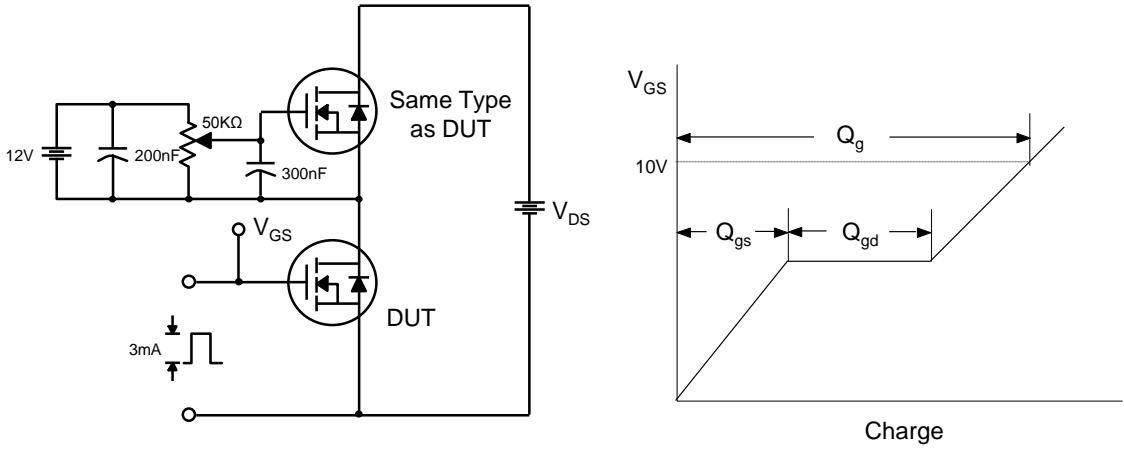 12V
200nF
50KΩ
300nF
Same Type
as DUT
V_DS
V_GS
DUT
3mA
V_GS
10V
Q_g
Q_gs
Q_gd
Charge